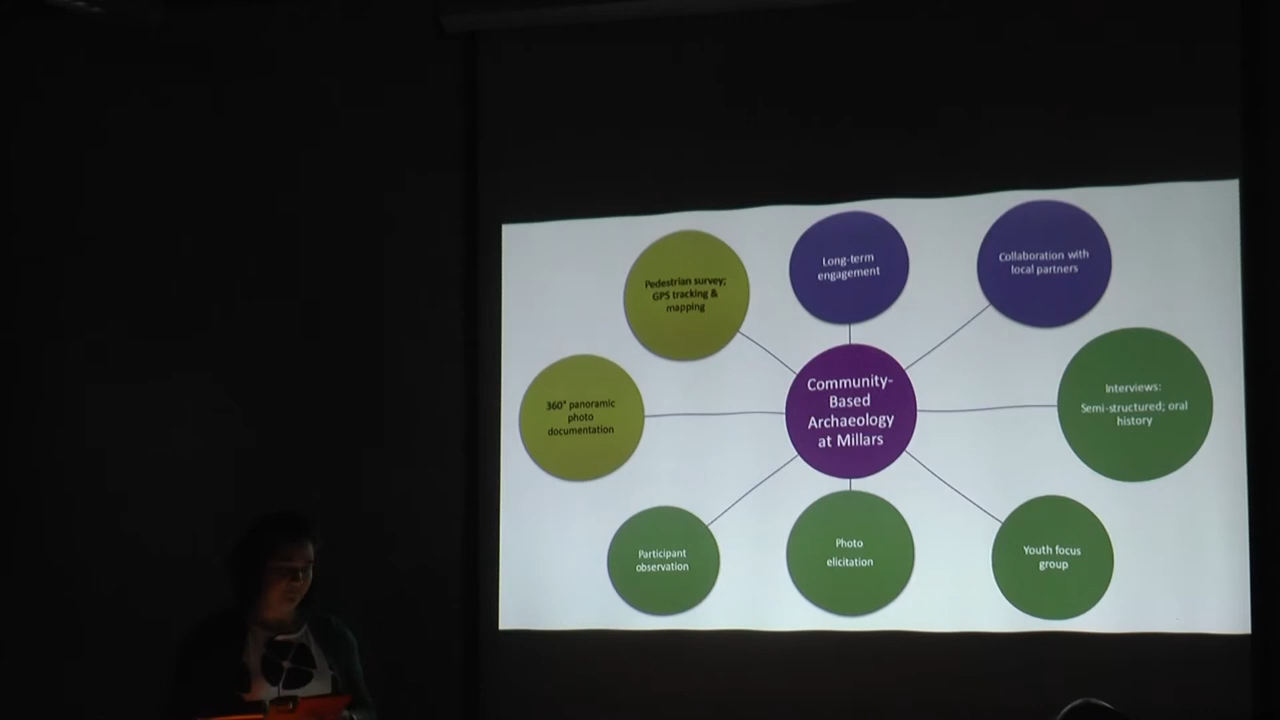 Long-term
engagement
Collaboration with
local partners
Pedestrian survey;
GPS tracking &
mapping
Community-
Based
Archaeology
at Millars
Interviews:
Semi-structured; oral
history
360° panoramic
photo
documentation
Participant
observation
Photo
elicitation
Youth focus
group